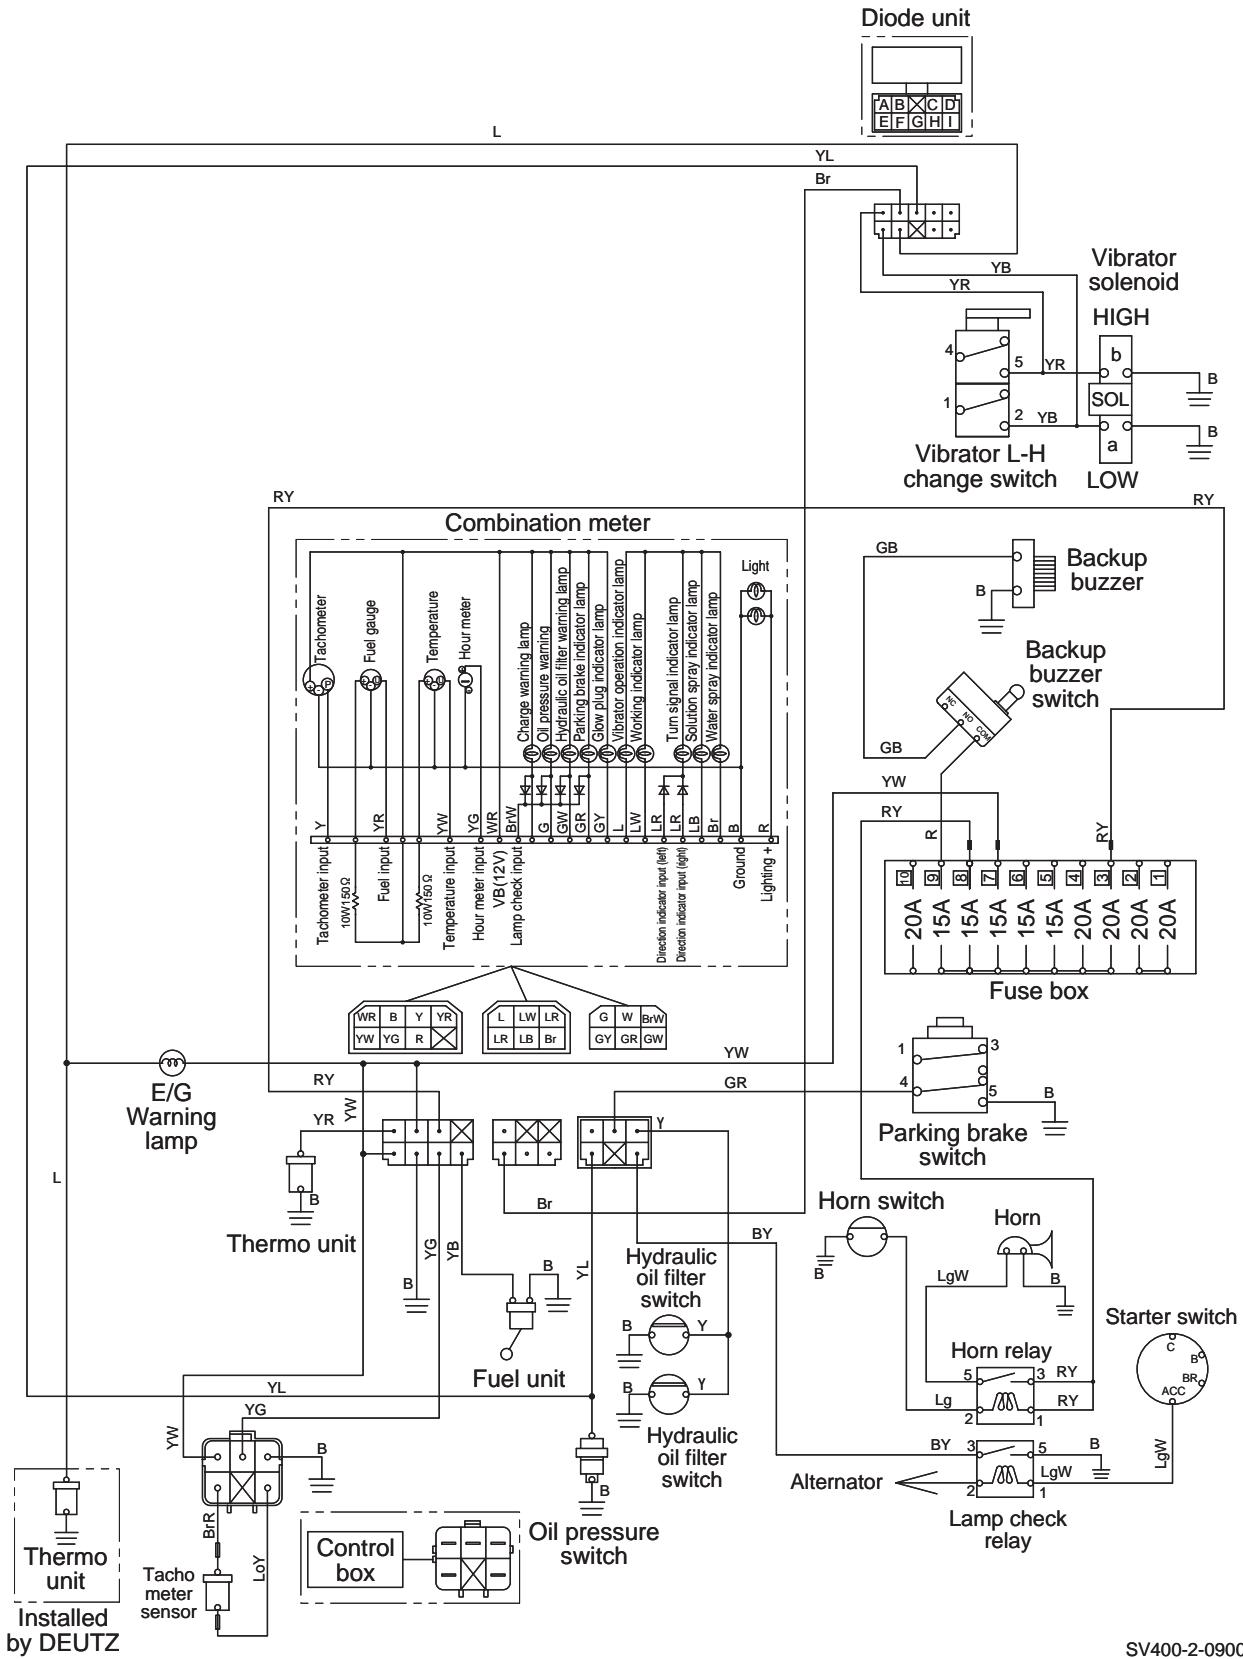 Diode unit
A B C D
E F G H I
L
YL
Br
YB
YR
Vibrator
solenoid
HIGH
4
5
YR
b
B
SOL
1
2
YB
a
B
LOW
Vibrator L-H
change switch
RY
RY
Combination meter
Light
Tachometer
Fuel gauge
Temperature
Hour meter
Charge warning lamp
Oil pressure warning
Hydraulic oil filter warning lamp
Parking brake indicator lamp
Glow plug indicator lamp
Vibrator operation indicator lamp
Working indicator lamp
Turn signal indicator lamp
Solution spray indicator lamp
Water spray indicator lamp
Y
YR
YW
YG
WR
BrW
G
GW
GR
GY
L
LW
LR
LR
LB
Br
B
R
Tachometer input
10W150Ω
Fuel input
10W150Ω
Temperature input
Hour meter input
VB(12V)
Lamp check input
Direction indicator input (left)
Direction indicator input (right)
Ground
Lighting +
GB
B
Backup
buzzer
Backup
buzzer
switch
NC
NO
COM
GB
YW
RY
R
RY
10 9 8 7 6 5 4 3 2 1
20A 15A 15A 15A 15A 15A 20A 20A 20A 20A
Fuse box
WR B Y YR
YW YG R
L LW LR
LR LB Br
G W BrW
GY GR GW
E/G
Warning
lamp
YW
RY
YW
YR
GR
1
3
4
5
B
Parking brake
switch
Y
B
Thermo unit
L
Br
YG
YB
B
B
Fuel unit
YL
BY
Hydraulic
oil filter
switch
B
Y
B
Y
Hydraulic
oil filter
switch
Horn switch
B
Horn
LgW
B
Horn relay
5
3
RY
Lg
2
1
RY
Starter switch
C
B
BR
ACC
BY
3
5
B
LgW
LgW
Alternator
2
1
Lamp check
relay
YL
YG
YW
B
BrR
LoY
Tacho
meter
sensor
Control
box
B
Oil pressure
switch
Thermo
unit
Installed
by DEUTZ
SV400-2-0900